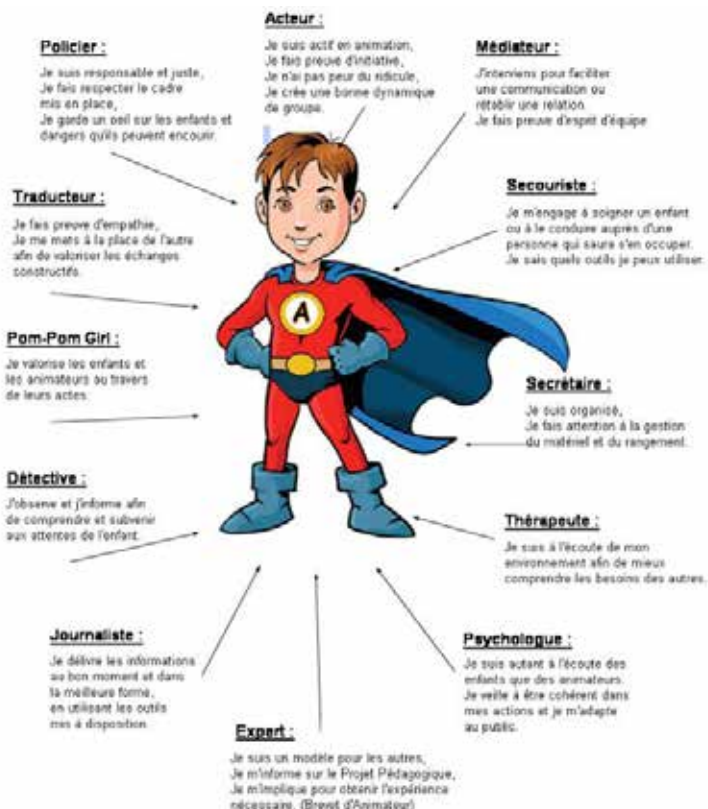 Acteur :
Je suis actif en animation,
Je fais preuve d'initiative,
Je n'ai pas peur du ridicule,
Je crée une bonne dynamique
de groupe.
Policier :
Je suis responsable et juste,
Je fais respecter le cadre
mis en place,
Je garde un oeil sur les enfants et
dangers qu'ils peuvent encourir.
Médiateur :
J'interviens pour faciliter
une communication ou
rétablir une relation.
Je fais preuve d'esprit d'équipe
Traducteur :
Je fais preuve d'empathie,
Je me mets à la place de l'autre
afin de valoriser les échanges
constructifs.
Secouriste :
Je m'engage à soigner un enfant
ou à le conduire auprès d'une
personne qui saura s'en occuper.
Je sais quels outils je peux utiliser.
A
Pom-Pom Girl :
Je valorise les enfants et
les animateurs au travers
de leurs actes.
Secrétaire :
Je suis organisé,
Je fais attention à la gestion
du matériel et du rangement.
Détective :
J'observe et j'informe afin
de comprendre et subvenir
aux attentes de l'enfant.
Thérapeute :
Je suis à l'écoute de mon
environnement afin de mieux
comprendre les besoins des autres.
Journaliste :
Je délivre les informations
au bon moment et dans
la meilleure forme,
en utilisant les outils
mis à disposition.
Psychologue :
Je suis autant à l'écoute des
enfants que des animateurs.
Je veille à être cohérent dans
mes actions et je m'adapte
au public.
Expert :
Je suis un modèle pour les autres,
Je m'informe sur le Projet Pédagogique,
Je m'implique pour obtenir l'expérience
nécessaire. (Brevet d'Animateur)